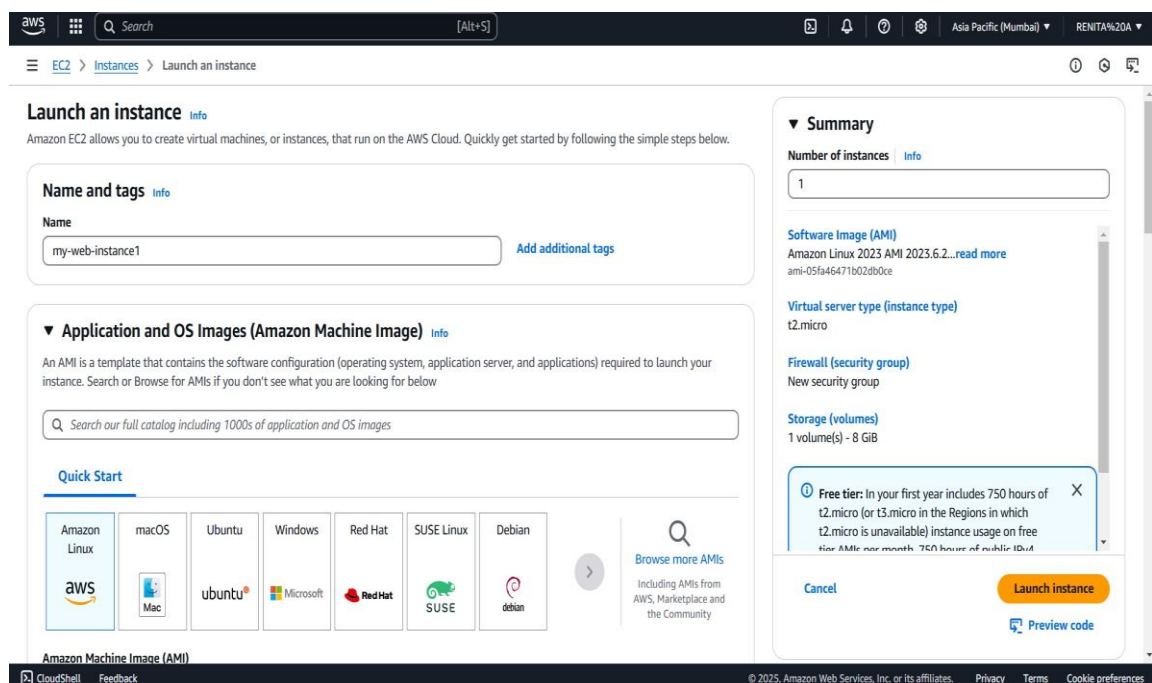 aws
Search [Alt+S]
Asia Pacific (Mumbai) ▼
RENITA%20A ▼
EC2 > Instances > Launch an instance
Launch an instance Info
Amazon EC2 allows you to create virtual machines, or instances, that run on the AWS Cloud. Quickly get started by following the simple steps below.
Name and tags Info
Name
my-web-instance1
Add additional tags
▼ Application and OS Images (Amazon Machine Image) Info
An AMI is a template that contains the software configuration (operating system, application server, and applications) required to launch your
instance. Search or Browse for AMIs if you don't see what you are looking for
below
Search our full catalog including 1000s of application and OS images
Quick Start
Amazon
Linux
aws
macOS
Mac
Ubuntu
ubuntu®
Windows
Microsoft
Red Hat
Red Hat
SUSE Linux
SUSE
Debian
debian
Browse more AMIs
Including AMIs from
AWS, Marketplace and
the Community
Amazon Machine Image (AMI)
▼ Summary
Number of instances Info
1
Software Image (AMI)
Amazon Linux 2023 AMI 2023.6.2...read more
ami-05fa46471b02db0ce
Virtual server type (instance type)
t2.micro
Firewall (security group)
New security group
Storage (volumes)
1 volume(s) - 8 GiB
Free tier: In your first year includes 750 hours of
t2.micro (or t3.micro in the Regions in which
t2.micro is unavailable) instance usage on free
tier AMIs per month, 750 hours of public IPv4
Cancel
Launch instance
Preview code
CloudShell Feedback
© 2025, Amazon Web Services, Inc. or its affiliates. Privacy Terms Cookie preferences